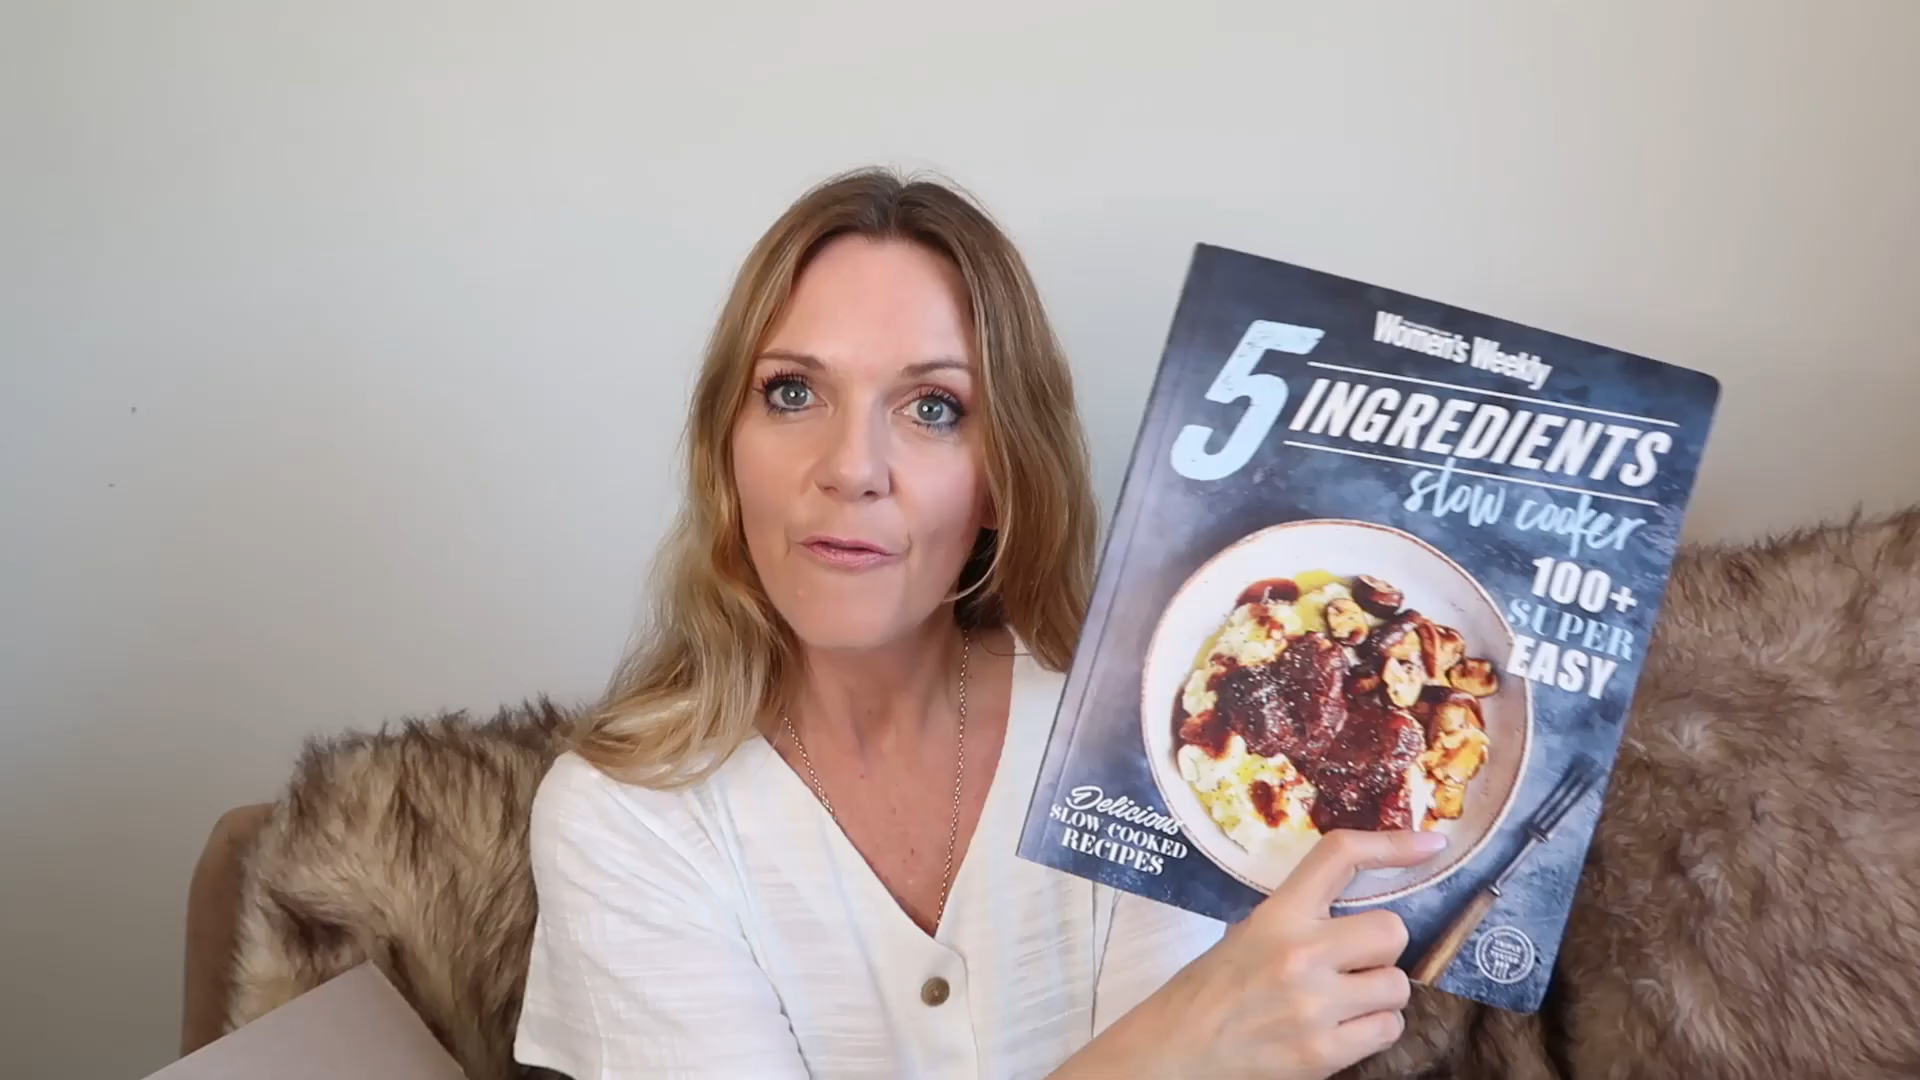 Women's Weekly
5 INGREDIENTS
slow cooker
100+
SUPER
EASY
Delicious
SLOW COOKED
RECIPES